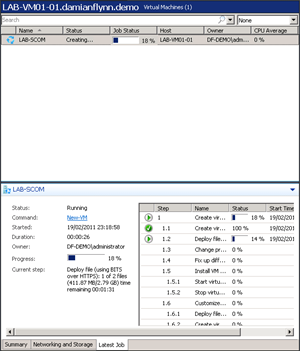 LAB-VM01-01.damianflynn.demo Virtual Machines (1)
Search None
Name Status Job Status Host Owner CPU Average
LAB-SCOM Creating... 18 % LAB-VM01-01 DF-DEMO\adm... 0 %
LAB-SCOM
Status: Running
Command: New-VM
Started: 19/02/2011 23:18:58
Duration: 00:00:26
Owner: DF-DEMO\administrator
Progress: 18 %
Current step: Deploy file (using BITS
over HTTPS): 1 of 2 files
(411.87 MB/2.79 GB) time
remaining 00:01:31
Step Name Status Start Time
1 Create vir... 18 % 19/02/201
1.1 Create vir... 100 %
1.2 Deploy file... 14 % 19/02/201
1.3 Change pr... 0 %
1.4 Fix up diff... 0 %
1.5 Install VM ... 0 %
1.5.1 Start virtu... 0 %
1.5.2 Stop virtu... 0 %
1.6 Customize... 0 %
1.6.1 Deploy file... 0 %
1.6.2 Create vir... 0 %
Summary Networking and Storage Latest Job